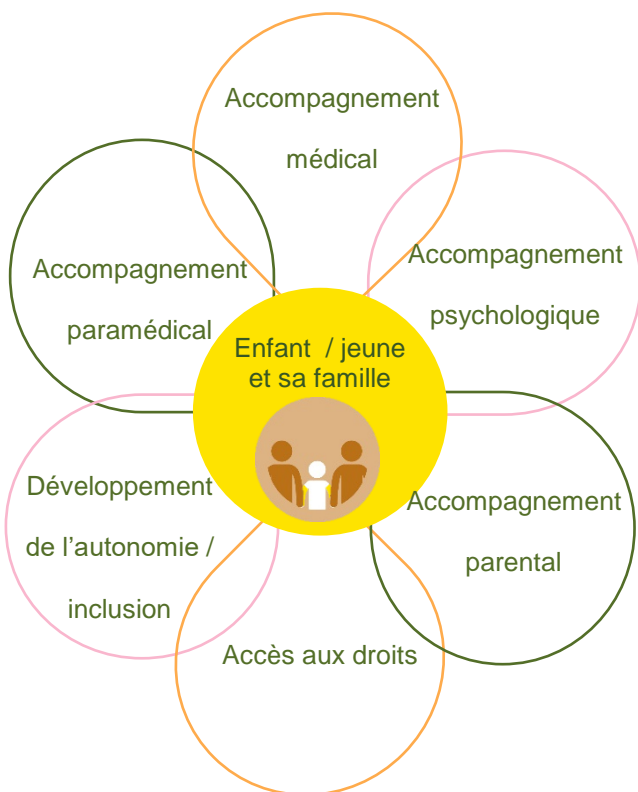 Accompagnement
médical
Accompagnement
psychologique
Accompagnement
paramédical
Enfant / jeune
et sa famille
Développement
de l’autonomie /
inclusion
Accompagnement
parental
Accès aux droits